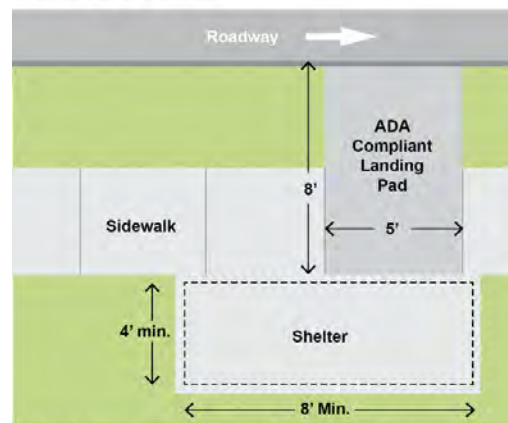 Roadway
ADA
Compliant
Landing
Pad
8'
5'
Sidewalk
4' min.
Shelter
8' Min.